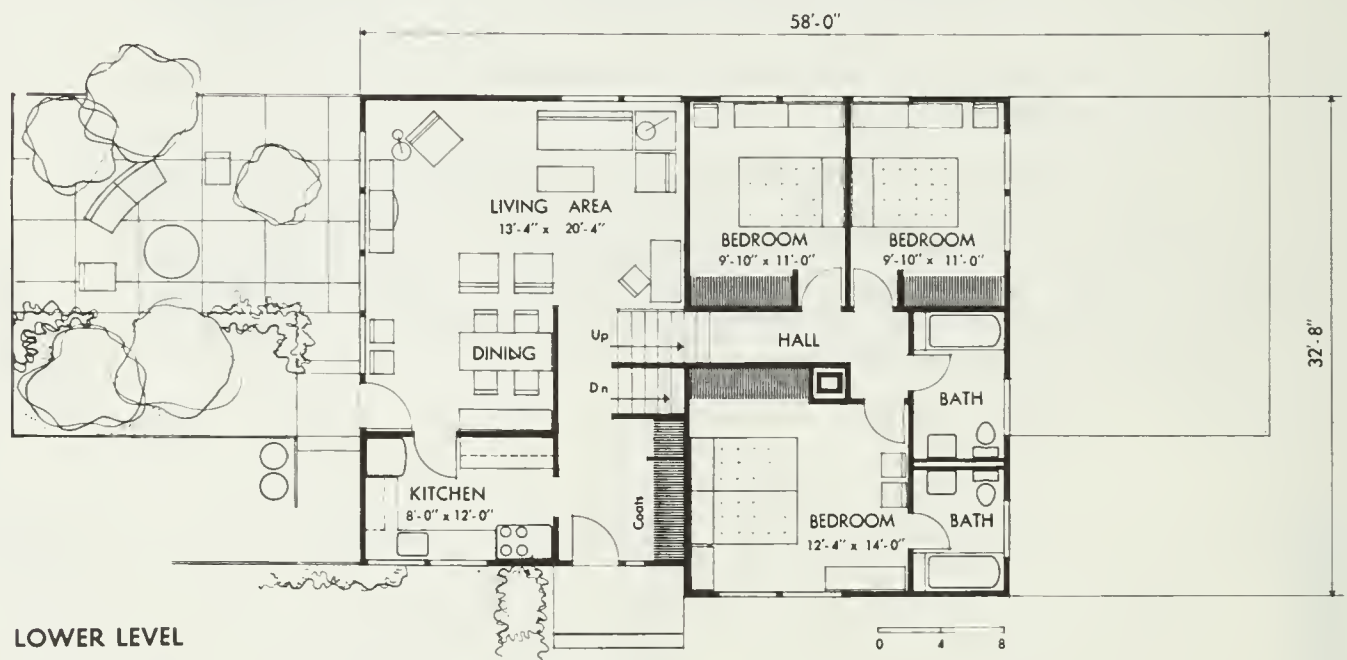 58'-0"
LIVING AREA
13'-4" x 20'-4"
BEDROOM
9'-10" x 11'-0"
BEDROOM
9'-10" x 11'-0"
32'-8"
Up
HALL
DINING
Dn
BATH
KITCHEN
8'-0" x 12'-0"
Coats
BEDROOM
12'-4" x 14'-0"
BATH
LOWER LEVEL
0 4 8